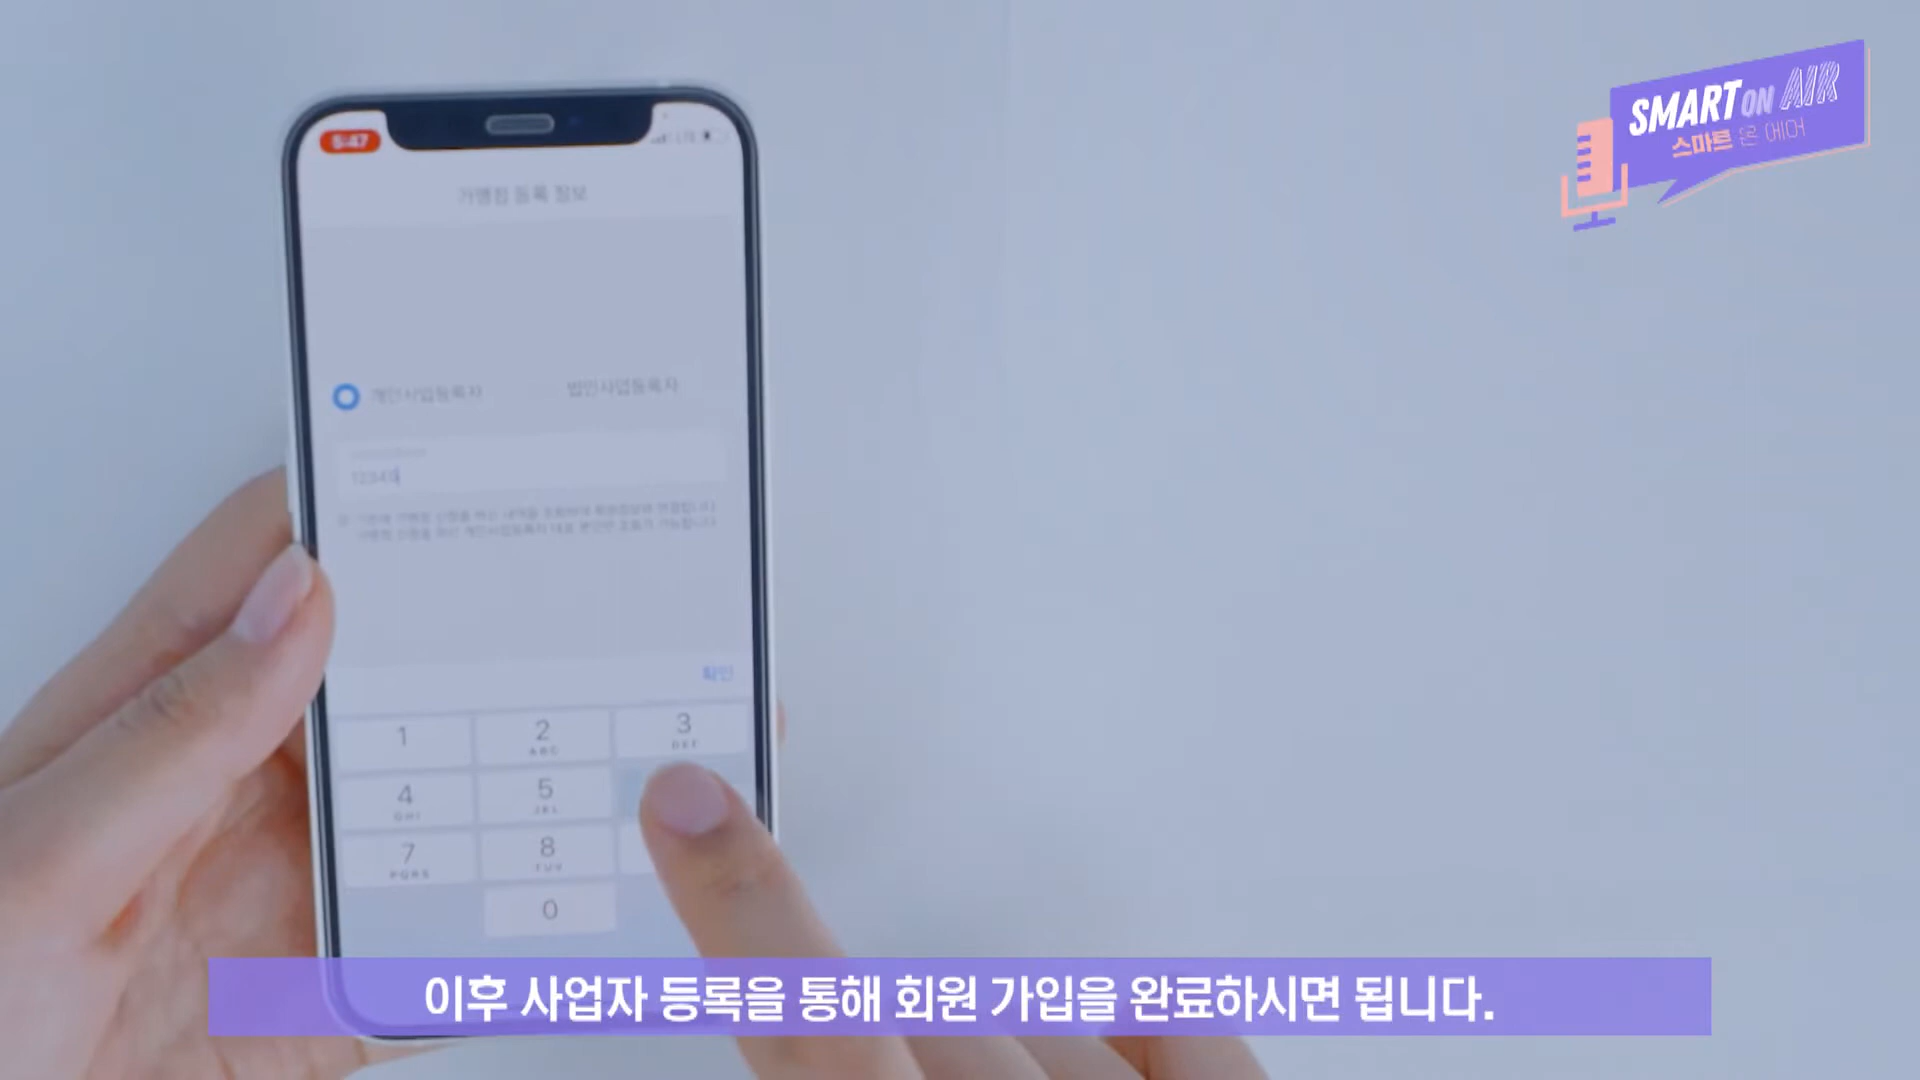 SMART ON AIR
스마트 온 에어
5:47
LTE
가맹점 등록 정보
개인사업등록자
법인사업등록자
확인
1
2
ABC
3
DEF
4
GHI
5
JKL
7
PQRS
8
TUV
0
이후 사업자 등록을 통해 회원 가입을 완료하시면 됩니다.